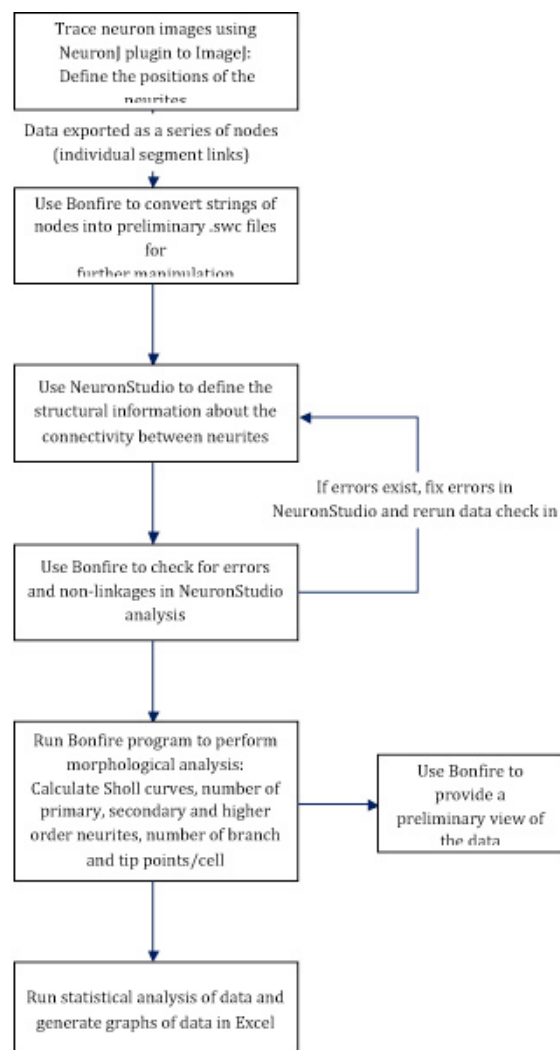 Trace neuron images using
NeuronJ plugin to ImageJ:
Define the positions of the
neurites
Data exported as a series of nodes
(individual segment links)
Use Bonfire to convert strings of
nodes into preliminary .swc files
for
further manipulation
Use NeuronStudio to define the
structural information about the
connectivity between neurites
If errors exist, fix errors in
NeuronStudio and rerun data check in
Use Bonfire to check for errors
and non-linkages in NeuronStudio
analysis
Run Bonfire program to perform
morphological analysis:
Calculate Sholl curves, number of
primary, secondary and higher
order neurites, number of branch
and tip points/cell
Use Bonfire to
provide a
preliminary view of
the data
Run statistical analysis of data and
generate graphs of data in Excel